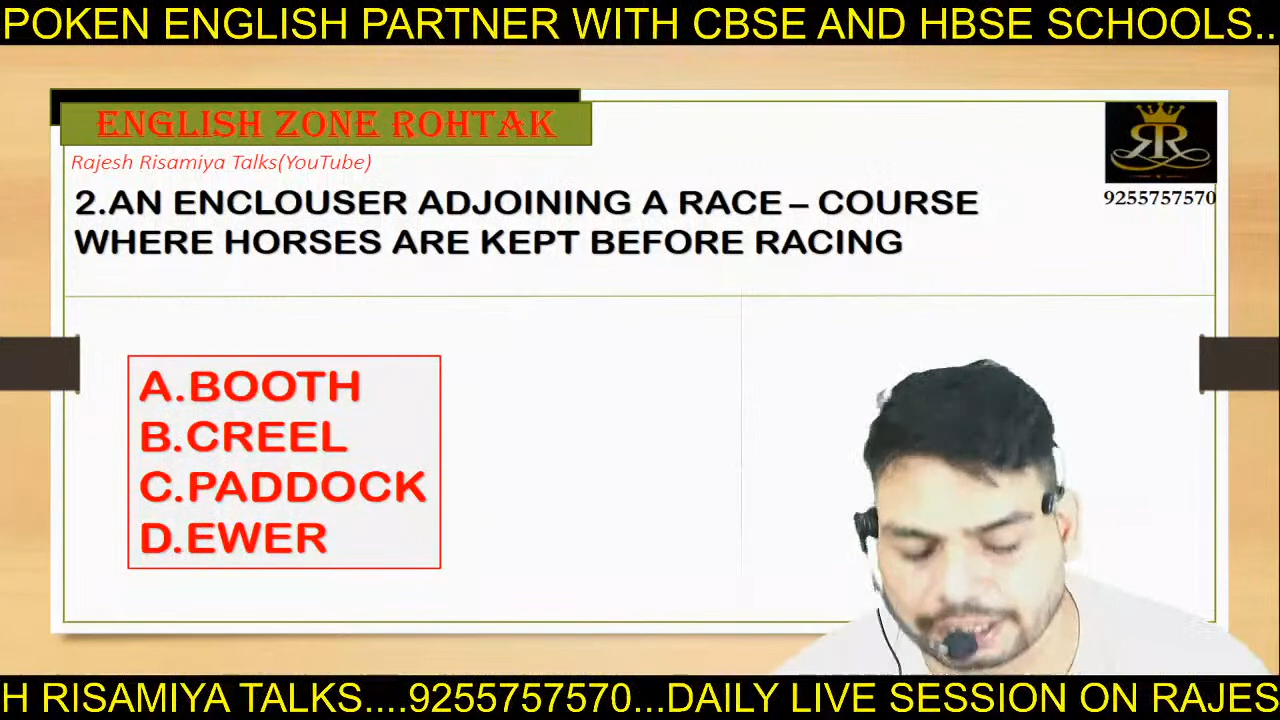 POKEN ENGLISH PARTNER WITH CBSE AND HBSE SCHOOLS..
ENGLISH ZONE ROHTAK
Rajesh Risamiya Talks(YouTube)
RR
9255757570
2.AN ENCLOUSER ADJOINING A RACE – COURSE
WHERE HORSES ARE KEPT BEFORE RACING
A.BOOTH
B.CREEL
C.PADDOCK
D.EWER
H RISAMIYA TALKS....9255757570...DAILY LIVE SESSION ON RAJES